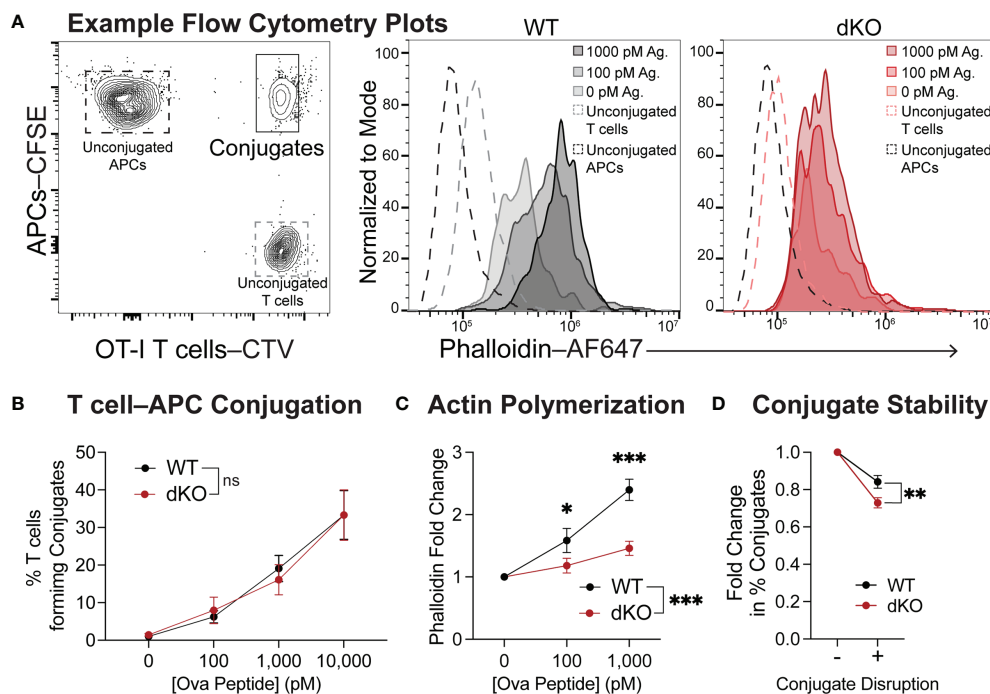 A
Example Flow Cytometry Plots
APCs–CFSE
Unconjugated
APCs
Conjugates
Unconjugated
T cells
OT-I T cells–CTV
WT
Normalized to Mode
100
80
60
40
20
0
1000 pM Ag.
100 pM Ag.
0 pM Ag.
Unconjugated
T cells
Unconjugated
APCs
10⁵
10⁶
10⁷
dKO
100
80
60
40
20
0
1000 pM Ag.
100 pM Ag.
0 pM Ag.
Unconjugated
T cells
Unconjugated
APCs
10⁵
10⁶
10⁷
Phalloidin–AF647
B
T cell–APC Conjugation
% T cells
formimg Conjugates
50
40
30
20
10
0
WT
dKO
ns
0
100
1,000
10,000
[Ova Peptide] (pM)
C
Actin Polymerization
Phalloidin Fold Change
3
2
1
0
*
***
WT
dKO
***
0
100
1,000
[Ova Peptide] (pM)
D
Conjugate Stability
Fold Change
in % Conjugates
1.0
0.8
0.6
0.4
0.2
0.0
**
WT
dKO
-
+
Conjugate Disruption